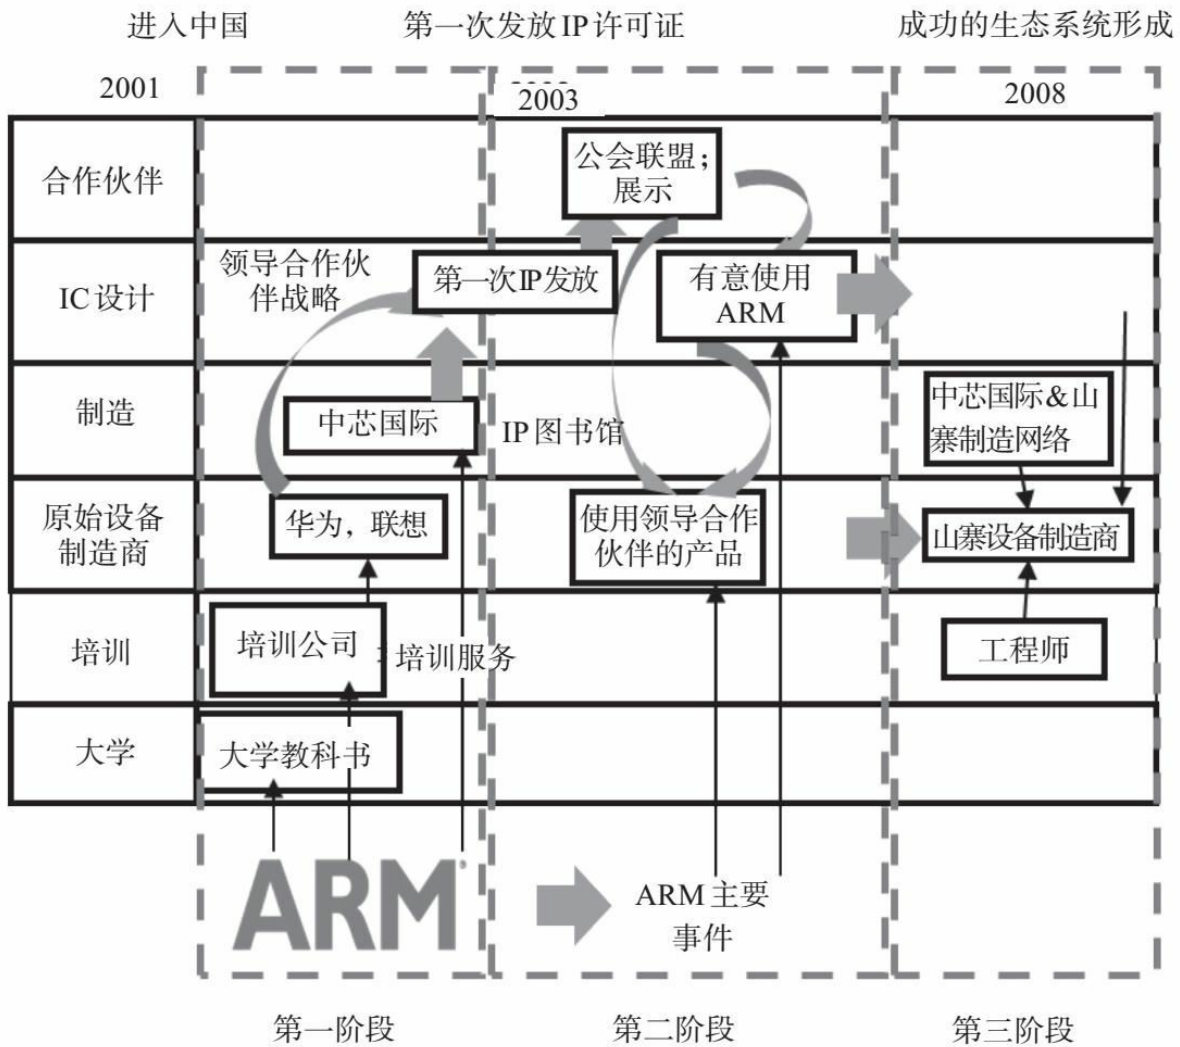 进入中国
第一次发放IP许可证
成功的生态系统形成
2001
2003
2008
合作伙伴
公会联盟；
展示
IC设计
领导合作伙
伴战略
第一次IP发放
有意使用
ARM
制造
中芯国际
IP图书馆
中芯国际&山
寨制造网络
原始设备
制造商
华为，联想
使用领导合作
伙伴的产品
山寨设备制造商
培训
培训公司
培训服务
工程师
大学
大学教科书
ARM
ARM主要
事件
第一阶段
第二阶段
第三阶段